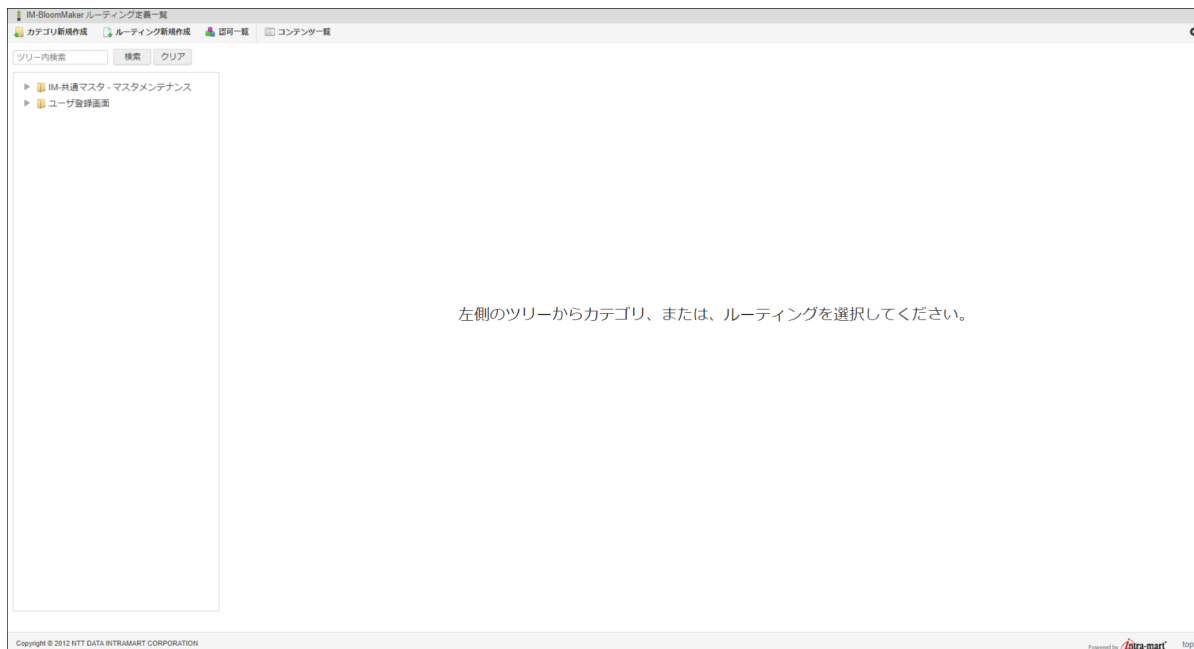 IM-BloomMaker ルーティング定義一覧
カテゴリ新規作成 ルーティング新規作成 認可一覧 コンテンツ一覧
ツリー内検索 検索 クリア
IM-共通マスタ - マスタメンテナンス
ユーザ登録画面
左側のツリーからカテゴリ、または、ルーティングを選択してください。
Copyright © 2012 NTT DATA INTRAMART CORPORATION
Powered by intra-mart top